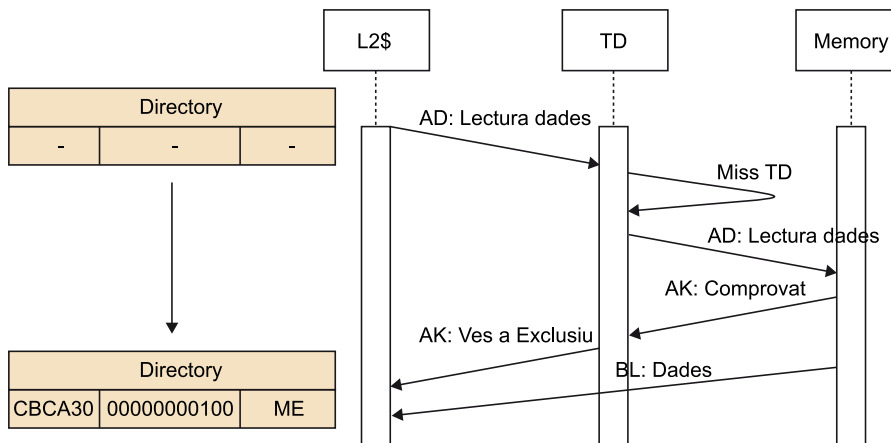 L2$
TD
Memory
Directory
- - -
AD: Lectura dades
Miss TD
AD: Lectura dades
AK: Comprovat
AK: Ves a Exclusiu
BL: Dades
Directory
CBCA30 00000000100 ME